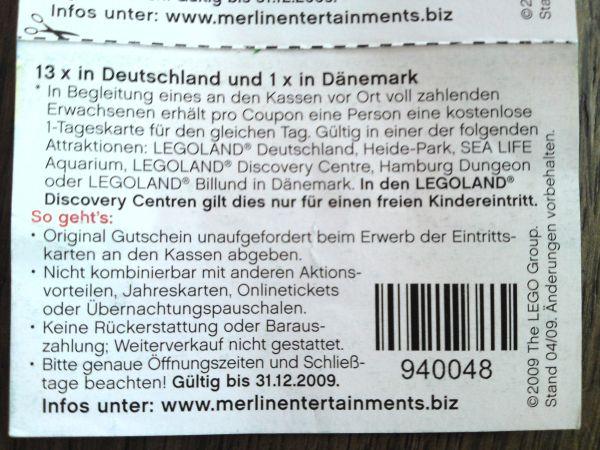 Gültig bis 31.12.2009.
Infos unter: www.merlinentertainments.biz
13 x in Deutschland und 1 x in Dänemark
* In Begleitung eines an den Kassen vor Ort voll zahlenden
Erwachsenen erhält pro Coupon eine Person eine kostenlose
1-Tageskarte für den gleichen Tag. Gültig in einer der folgenden
Attraktionen: LEGOLAND® Deutschland, Heide-Park, SEA LIFE
Aquarium, LEGOLAND® Discovery Centre, Hamburg Dungeon
oder LEGOLAND® Billund in Dänemark. In den LEGOLAND®
Discovery Centren gilt dies nur für einen freien Kindereintritt.
So geht's:
• Original Gutschein unaufgefordert beim Erwerb der Eintritts-
karten an den Kassen abgeben.
• Nicht kombinierbar mit anderen Aktions-
vorteilen, Jahreskarten, Onlinetickets
oder Übernachtungspauschalen.
• Keine Rückerstattung oder Baraus-
zahlung; Weiterverkauf nicht gestattet.
• Bitte genaue Öffnungszeiten und Schließ-
tage beachten! Gültig bis 31.12.2009.
Infos unter: www.merlinentertainments.biz
940048
©2009 The LEGO Group.
Stand 04/09. Änderungen vorbehalten.